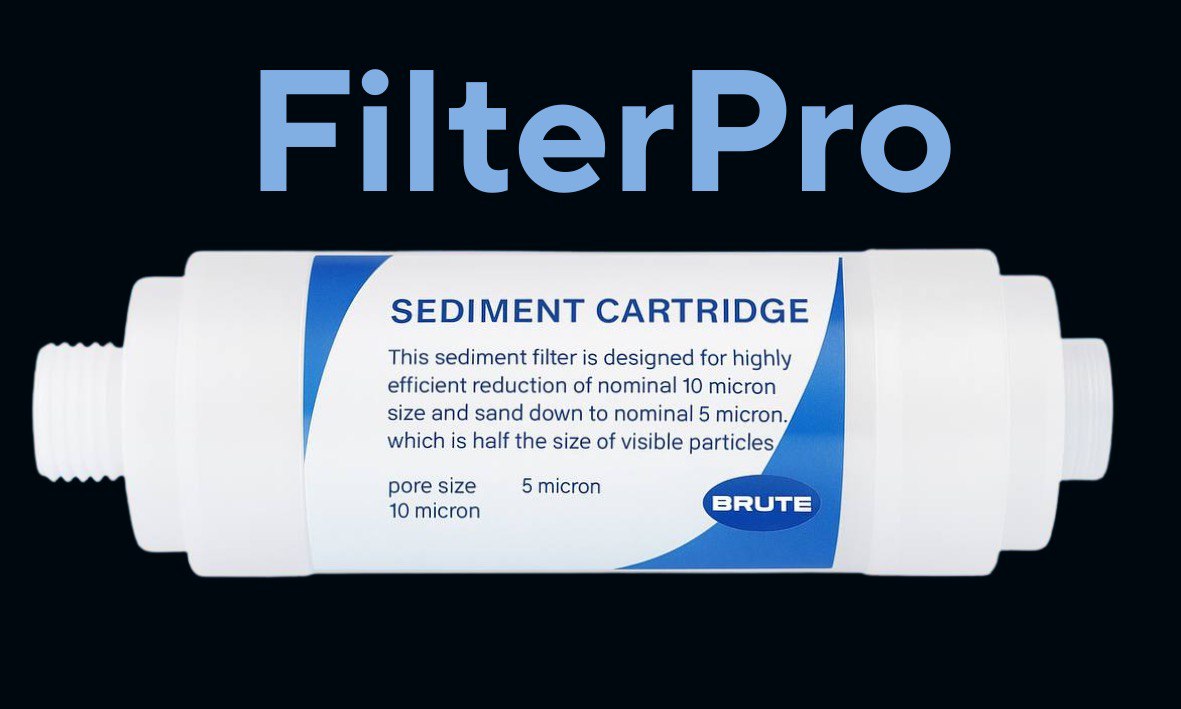 FilterPro
SEDIMENT CARTRIDGE
This sediment filter is designed for highly
efficient reduction of nominal 10 micron
size and sand down to nominal 5 micron.
which is half the size of visible particles
pore size 5 micron
10 micron
BRUTE